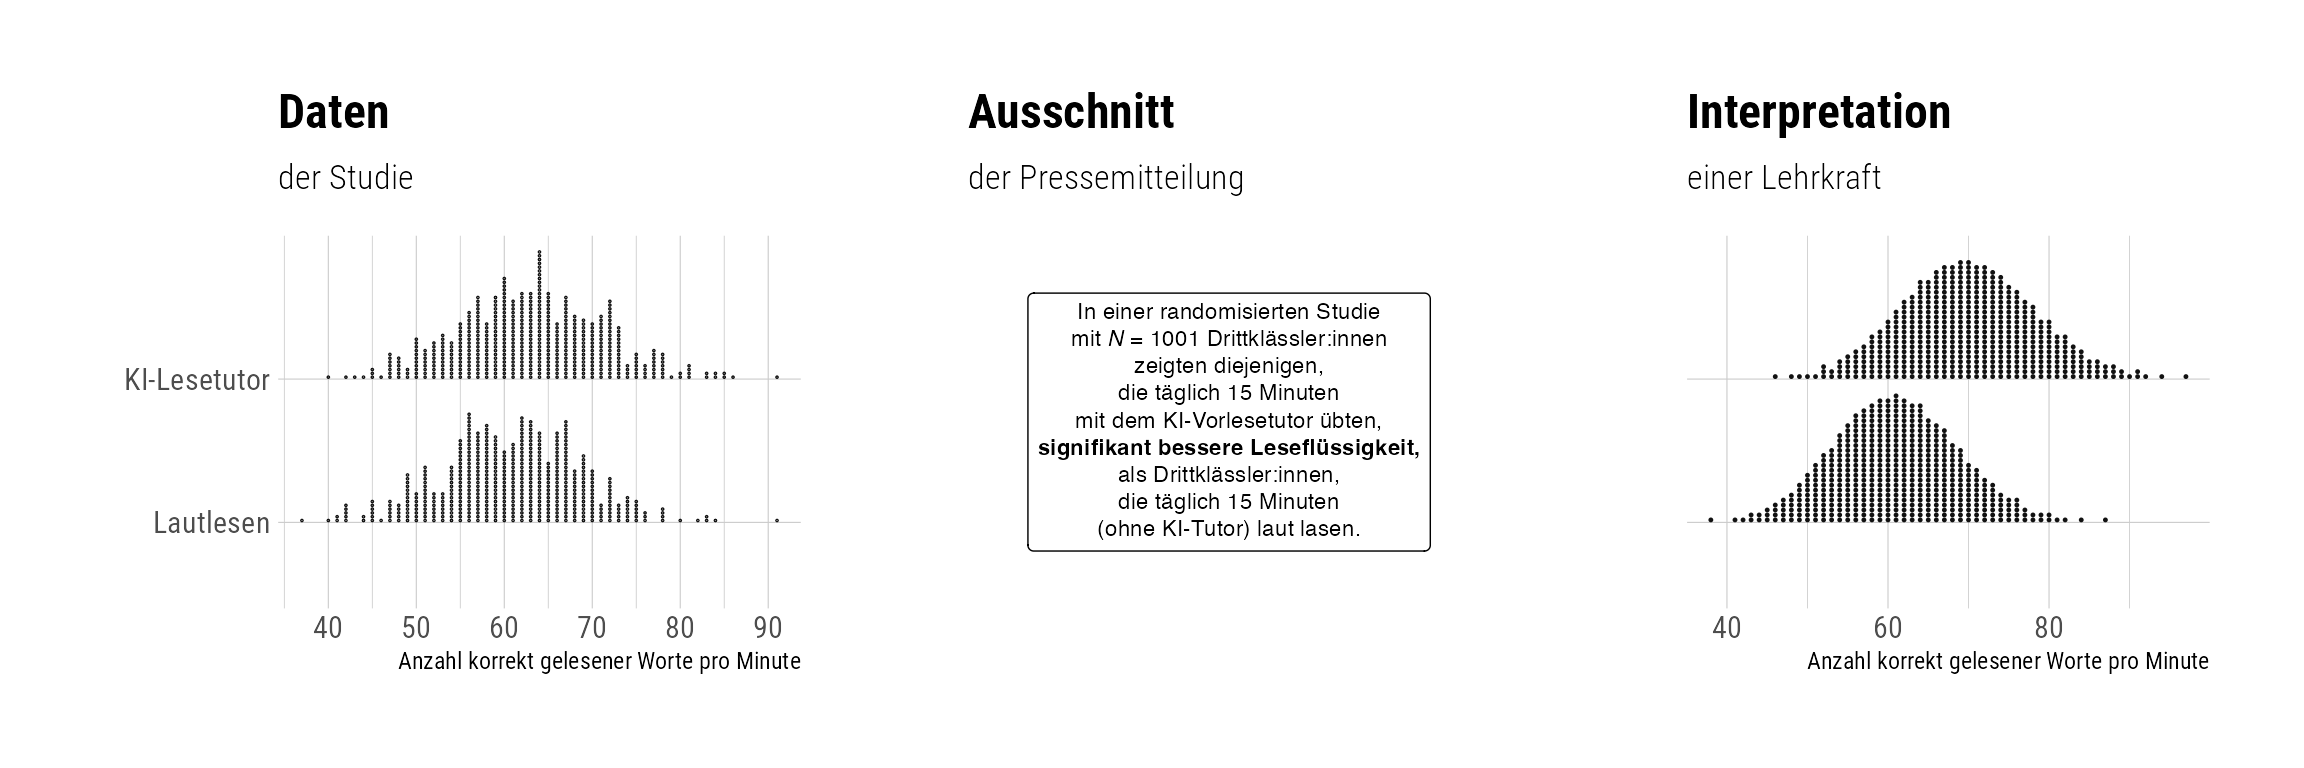 Daten
der Studie
KI-Lesetutor
Lautlesen
40 50 60 70 80 90
Anzahl korrekt gelesener Worte pro Minute
Ausschnitt
der Pressemitteilung
In einer randomisierten Studie
mit N = 1001 Drittklässler:innen
zeigten diejenigen,
die täglich 15 Minuten
mit dem KI-Vorlesetutor übten,
signifikant bessere Leseflüssigkeit,
als Drittklässler:innen,
die täglich 15 Minuten
(ohne KI-Tutor) laut lasen.
Interpretation
einer Lehrkraft
40 60 80
Anzahl korrekt gelesener Worte pro Minute